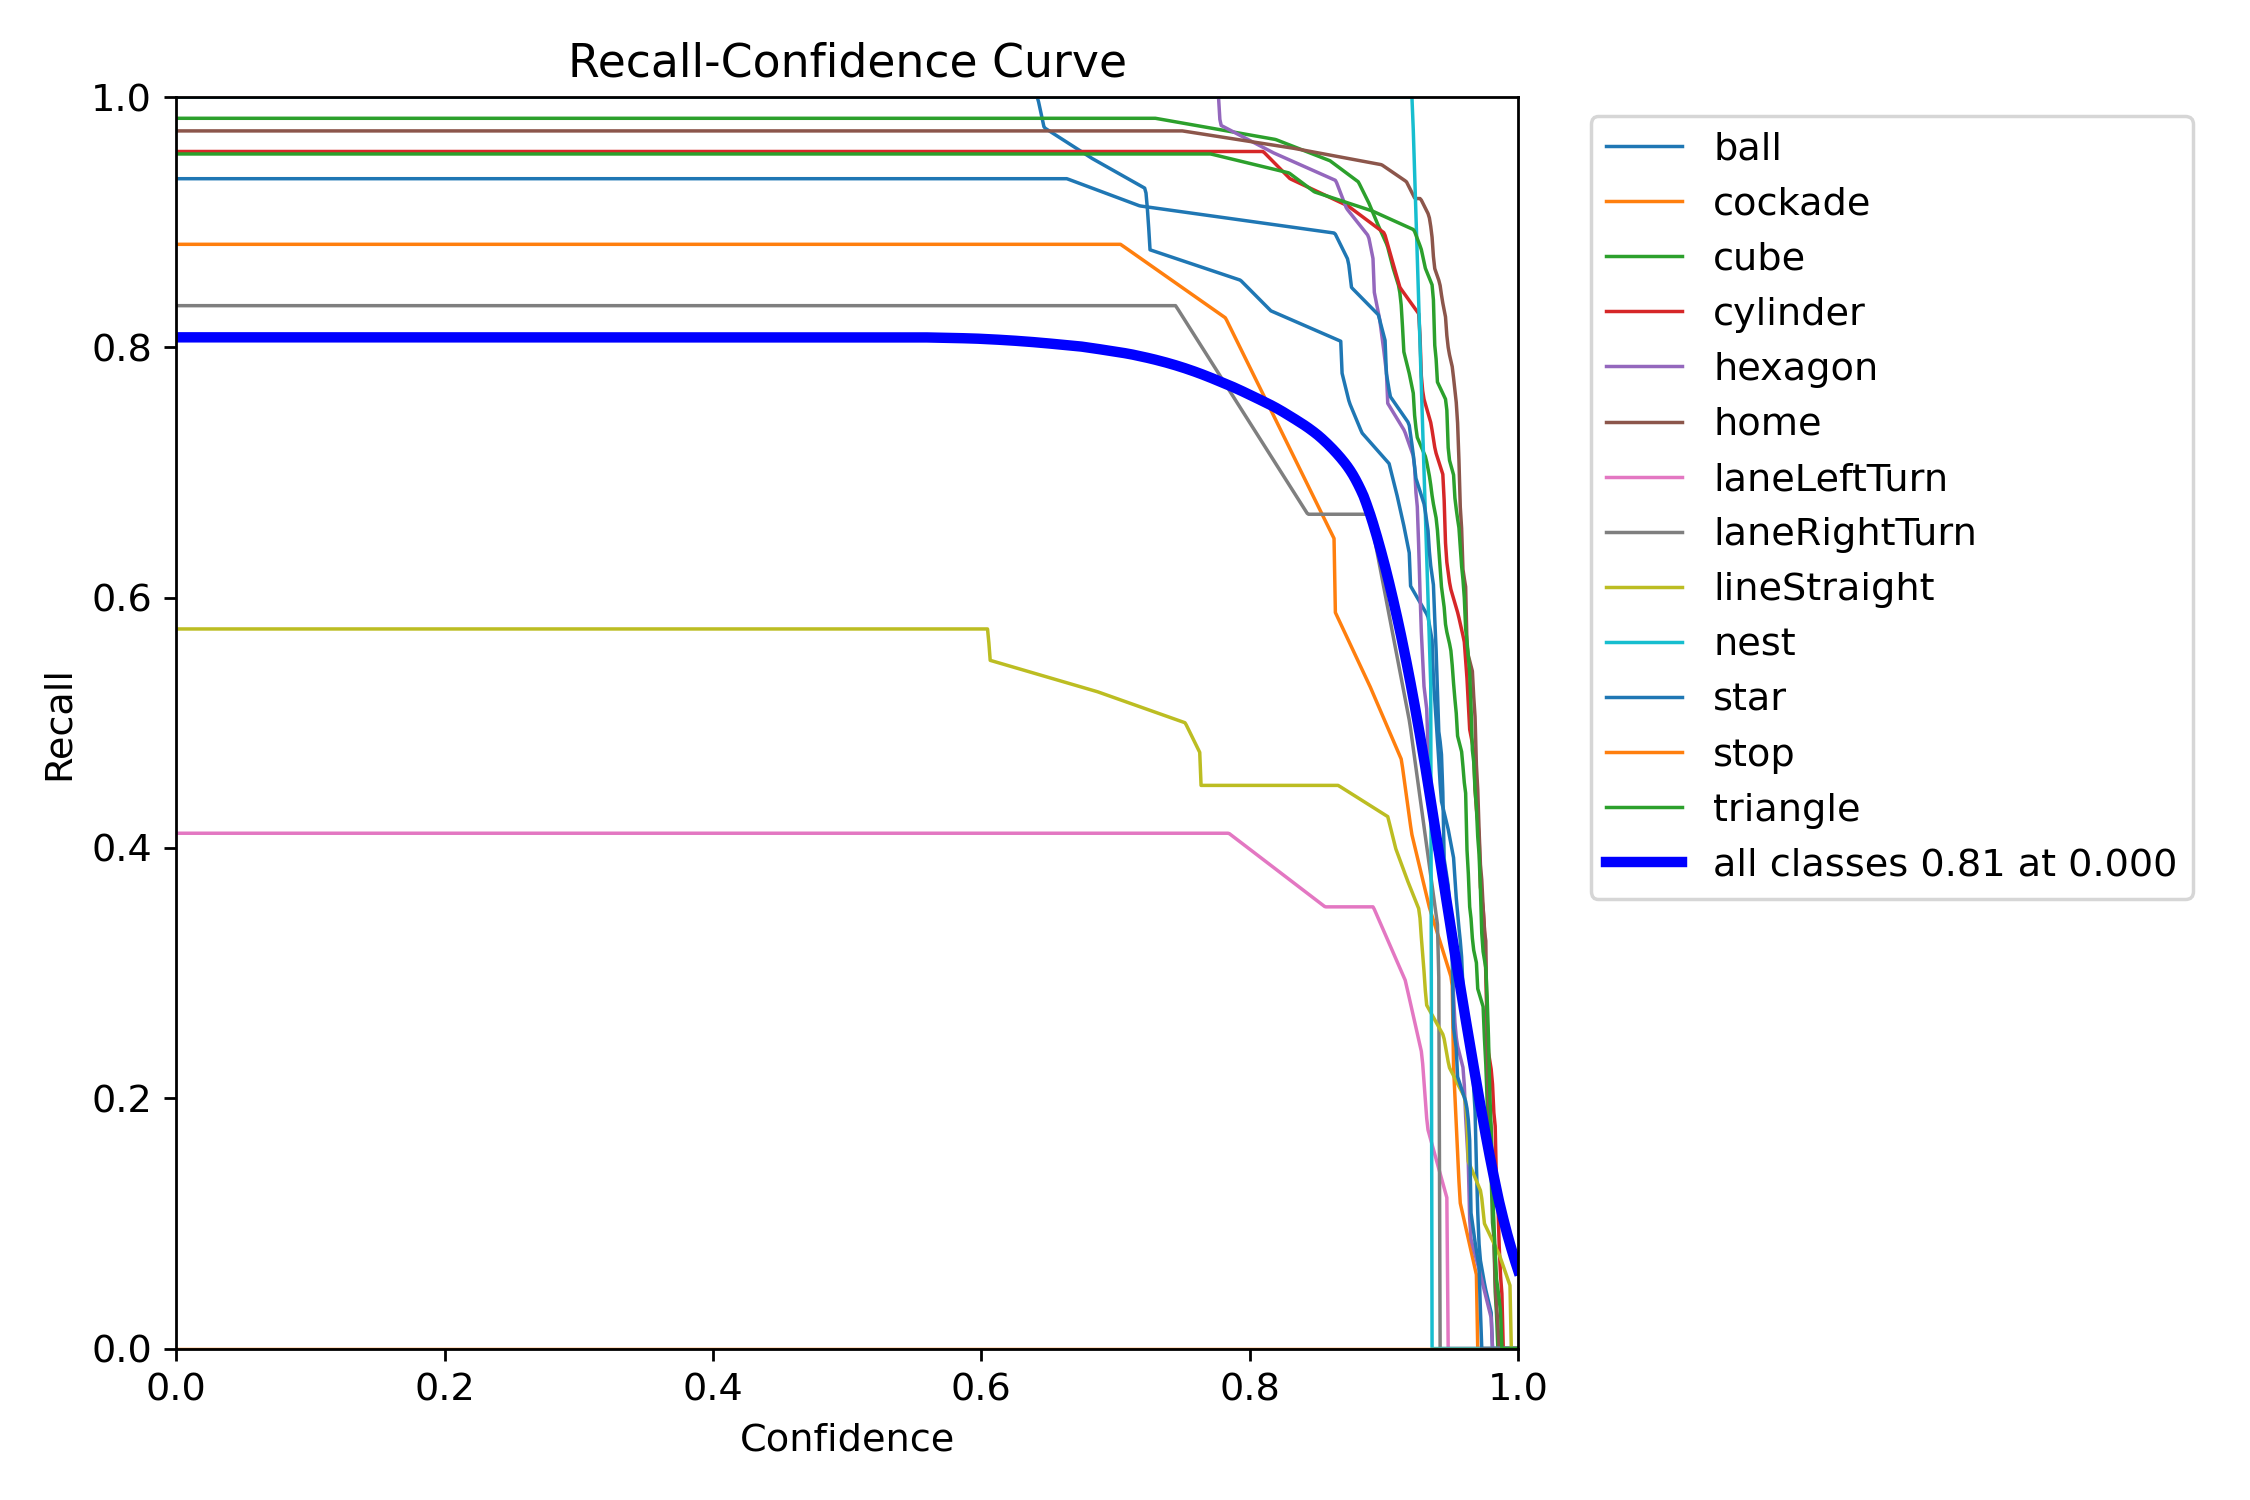 Recall-Confidence Curve
1.0
0.8
0.6
0.4
0.2
0.0
Recall
0.0 0.2 0.4 0.6 0.8 1.0
Confidence
ball
cockade
cube
cylinder
hexagon
home
laneLeftTurn
laneRightTurn
lineStraight
nest
star
stop
triangle
all classes 0.81 at 0.000